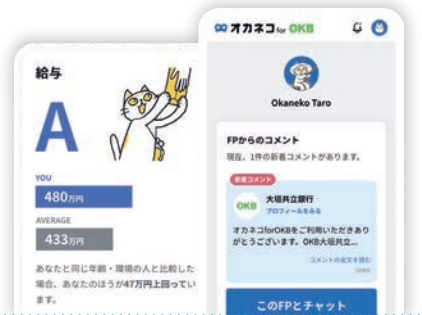 給与
A
YOU
480万円
AVERAGE
433万円
あなたと同じ年齢・環境の人と比較した
場合、あなたのほうが47万円上回ってい
ます。
オカネコ for OKB
Okaneko Taro
FPからのコメント
現在、1件の新着コメントがあります。
新着コメント
OKB
大垣共立銀行
プロフィールをみる
オカネコforOKBをご利用いただきあり
がとうございます。OKB大垣共立...
コメントの全文を読む
このFPとチャット